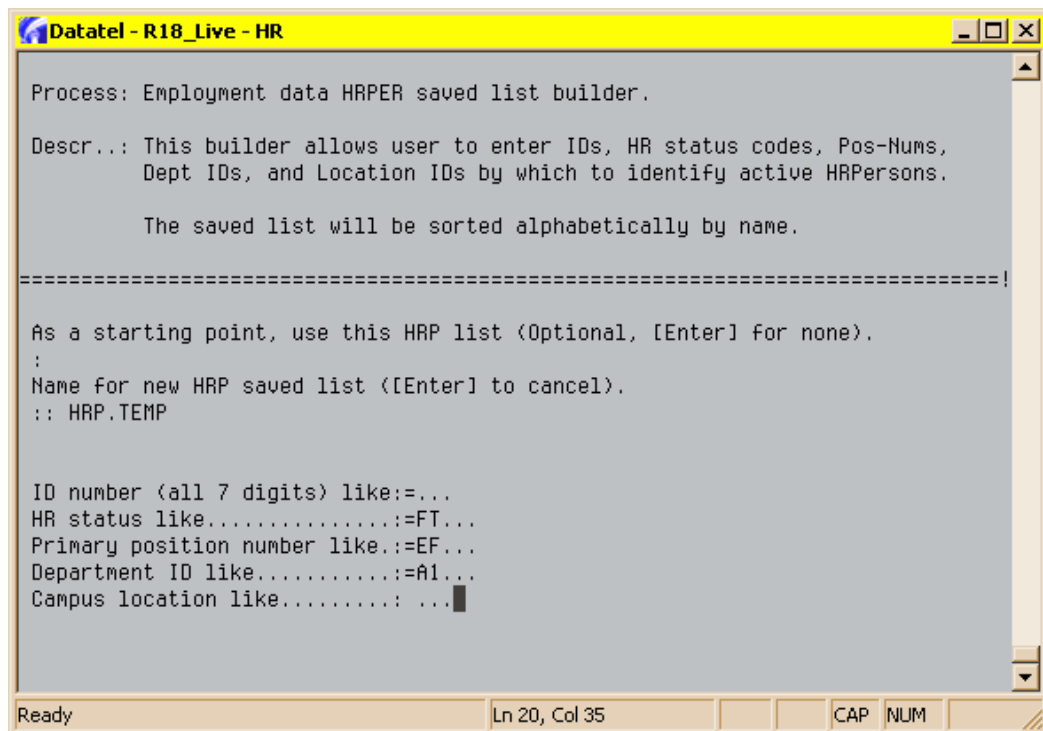 Datatel - R18_Live - HR
Process: Employment data HRPER saved list builder.
Descr..: This builder allows user to enter IDs, HR status codes, Pos-Nums,
Dept IDs, and Location IDs by which to identify active HRPersons.
The saved list will be sorted alphabetically by name.
================================================================================!
As a starting point, use this HRP list (Optional, [Enter] for none).
:
Name for new HRP saved list ([Enter] to cancel).
:: HRP.TEMP
ID number (all 7 digits) like:=...
HR status like...............:=FT...
Primary position number like.:=EF...
Department ID like...........:=A1...
Campus location like.........: ...
Ready Ln 20, Col 35 CAP NUM